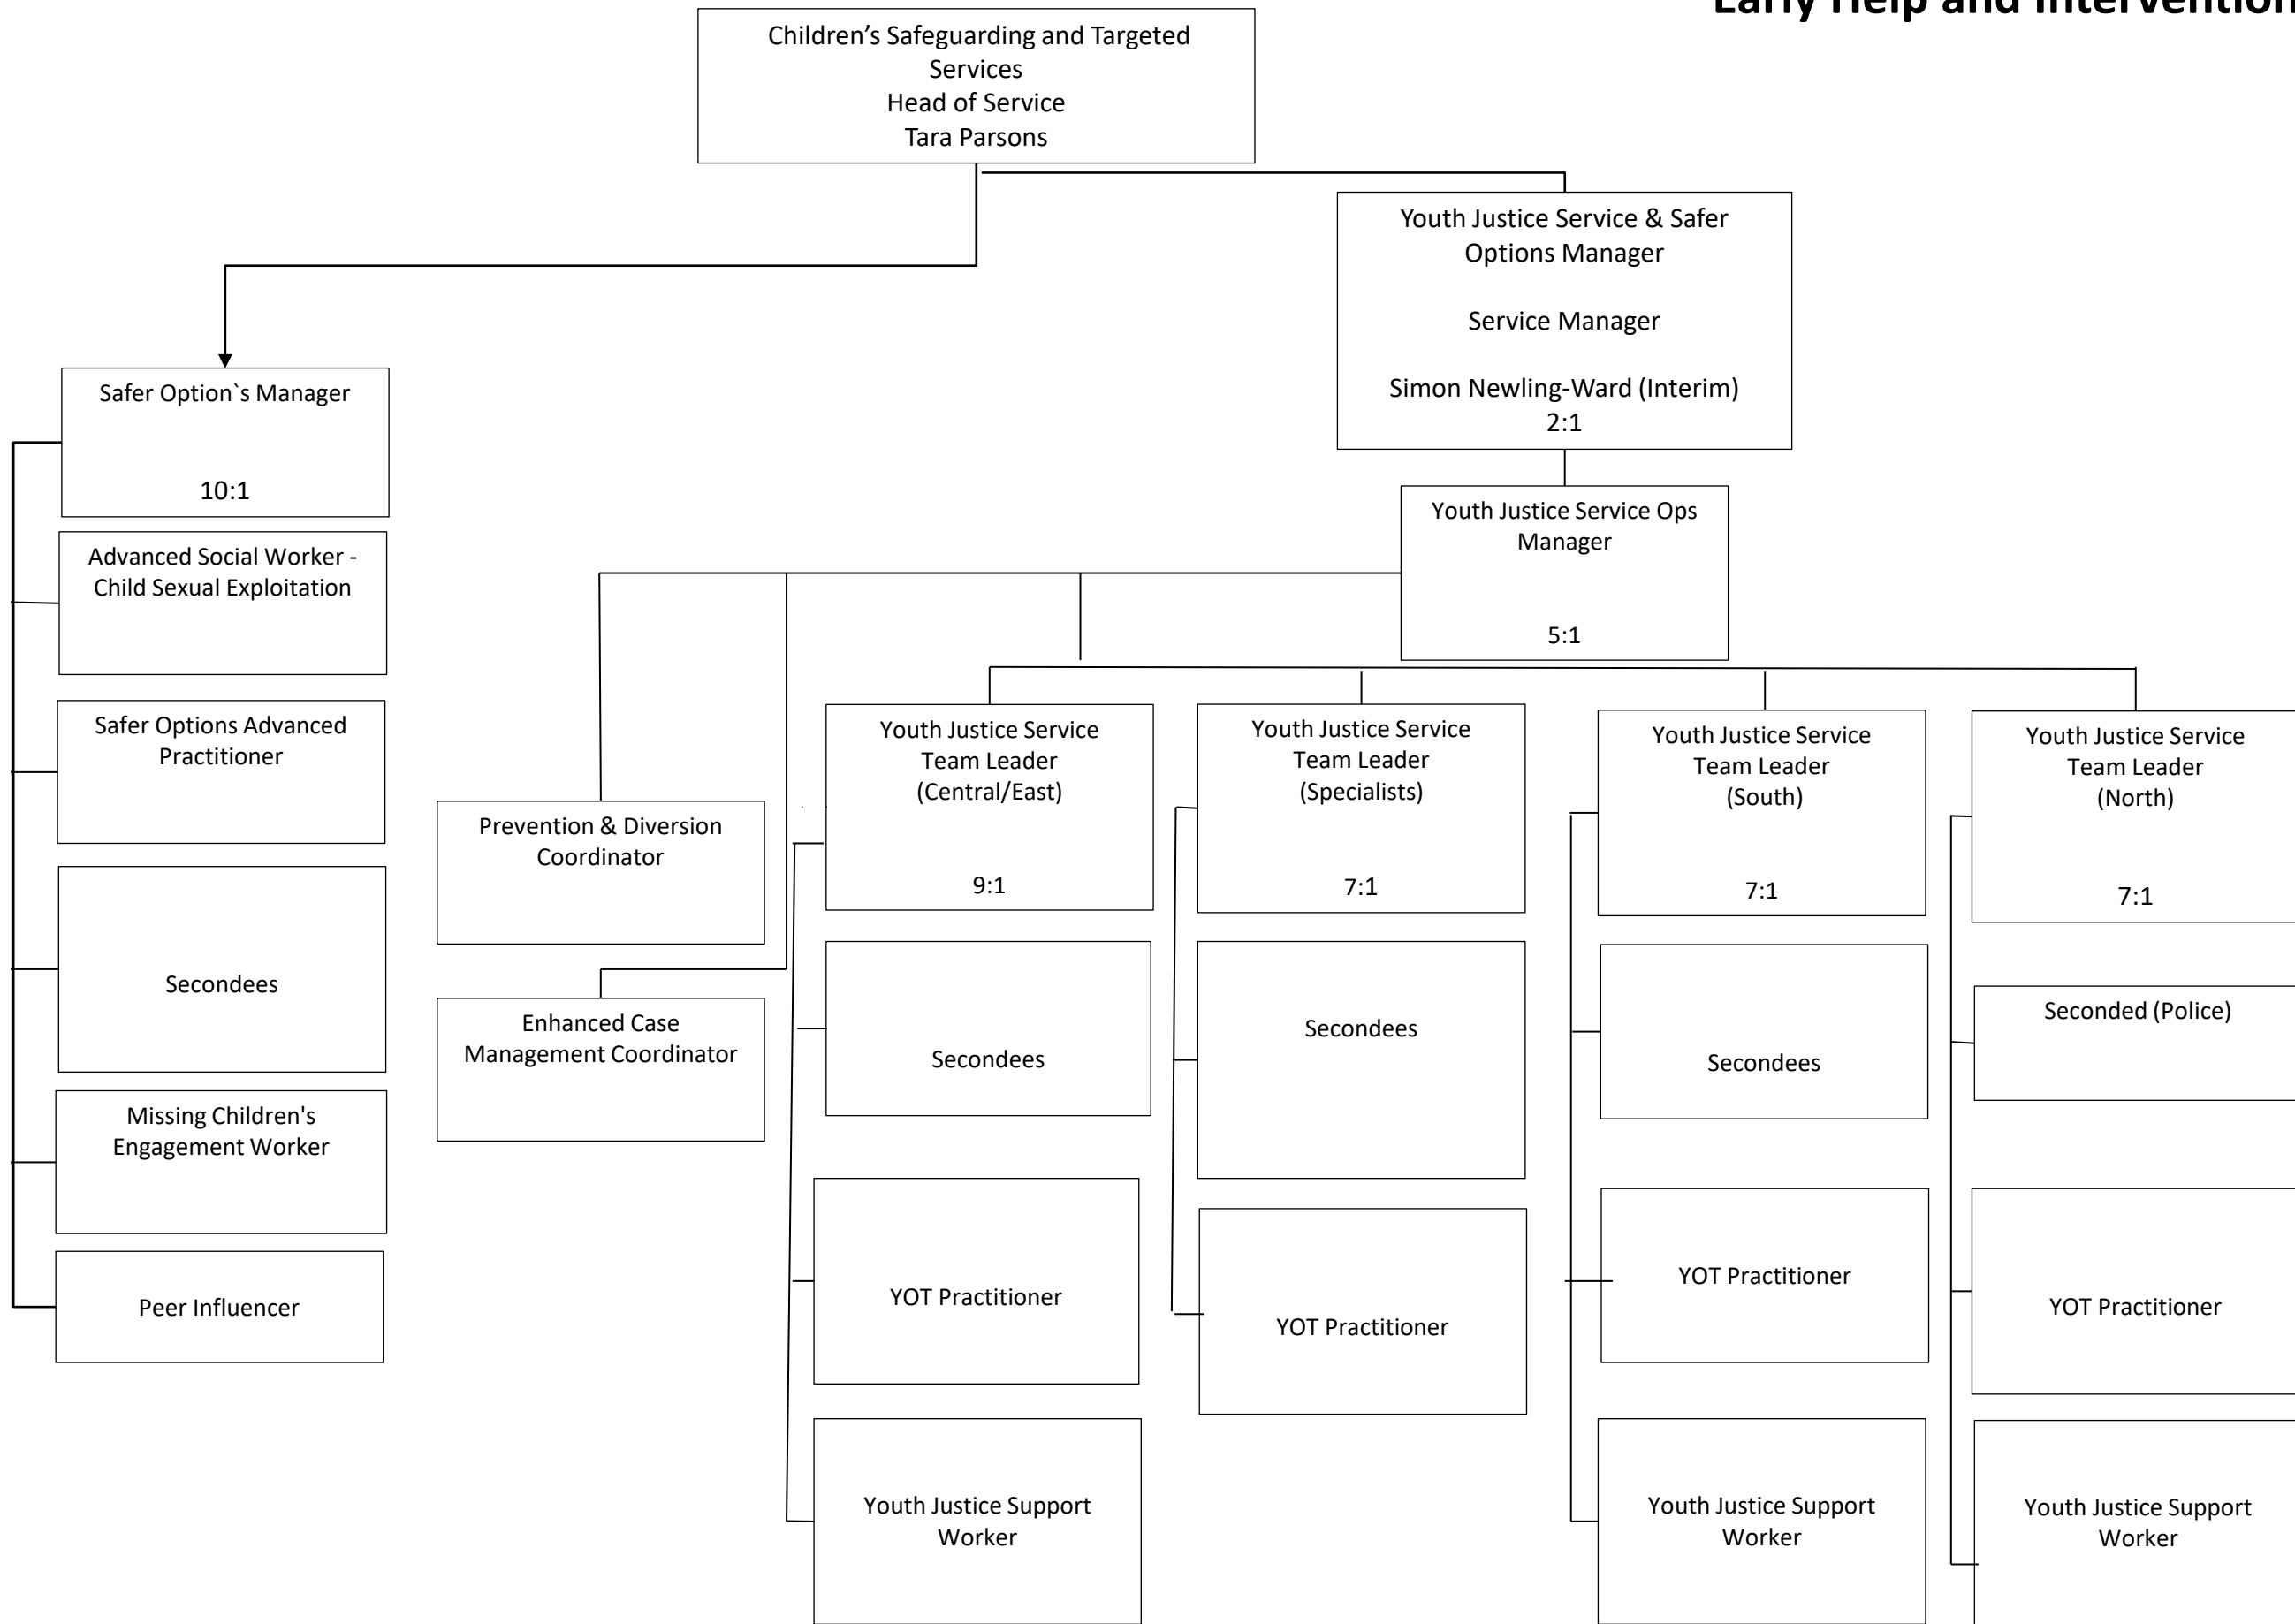 Early Help and Intervention
Children’s Safeguarding and Targeted
Services
Head of Service
Tara Parsons
Youth Justice Service & Safer
Options Manager
Service Manager
Simon Newling-Ward (Interim)
2:1
Safer Option`s Manager
10:1
Youth Justice Service Ops
Manager
5:1
Advanced Social Worker -
Child Sexual Exploitation
Safer Options Advanced
Practitioner
Secondees
Missing Children's
Engagement Worker
Peer Influencer
Prevention & Diversion
Coordinator
Enhanced Case
Management Coordinator
Youth Justice Service
Team Leader
(Central/East)
9:1
Secondees
YOT Practitioner
Youth Justice Support
Worker
Youth Justice Service
Team Leader
(Specialists)
7:1
Secondees
YOT Practitioner
Youth Justice Service
Team Leader
(South)
7:1
Secondees
YOT Practitioner
Youth Justice Support
Worker
Youth Justice Service
Team Leader
(North)
7:1
Seconded (Police)
YOT Practitioner
Youth Justice Support
Worker